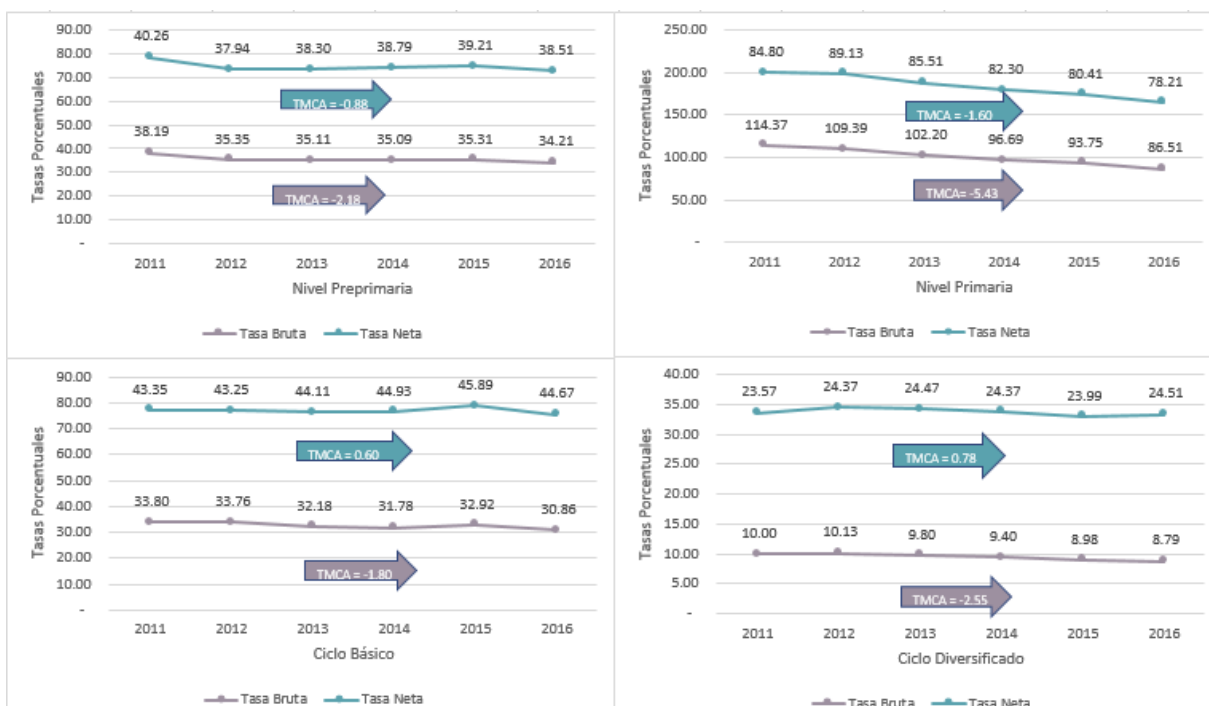 90.00
80.00
70.00
60.00
50.00
40.00
30.00
20.00
10.00
-
Tasas Porcentuales
40.26 37.94 38.30 38.79 39.21 38.51
TMCA = -0.88
38.19 35.35 35.11 35.09 35.31 34.21
TMCA = -2.18
2011 2012 2013 2014 2015 2016
Nivel Preprimaria
Tasa Bruta Tasa Neta
250.00
200.00
150.00
100.00
50.00
-
Tasas Porcentuales
84.80 89.13 85.51 82.30 80.41 78.21
TMCA = -1.60
114.37 109.39 102.20 96.69 93.75 86.51
TMCA = -5.43
2011 2012 2013 2014 2015 2016
Nivel Primaria
Tasa Bruta Tasa Neta
90.00
80.00
70.00
60.00
50.00
40.00
30.00
20.00
10.00
-
Tasas Porcentuales
43.35 43.25 44.11 44.93 45.89 44.67
TMCA = 0.60
33.80 33.76 32.18 31.78 32.92 30.86
TMCA = -1.80
2011 2012 2013 2014 2015 2016
Ciclo Básico
Tasa Bruta Tasa Neta
40.00
35.00
30.00
25.00
20.00
15.00
10.00
5.00
-
Tasas Porcentuales
23.57 24.37 24.47 24.37 23.99 24.51
TMCA = 0.78
10.00 10.13 9.80 9.40 8.98 8.79
TMCA = -2.55
2011 2012 2013 2014 2015 2016
Ciclo Diversificado
Tasa Bruta Tasa Neta